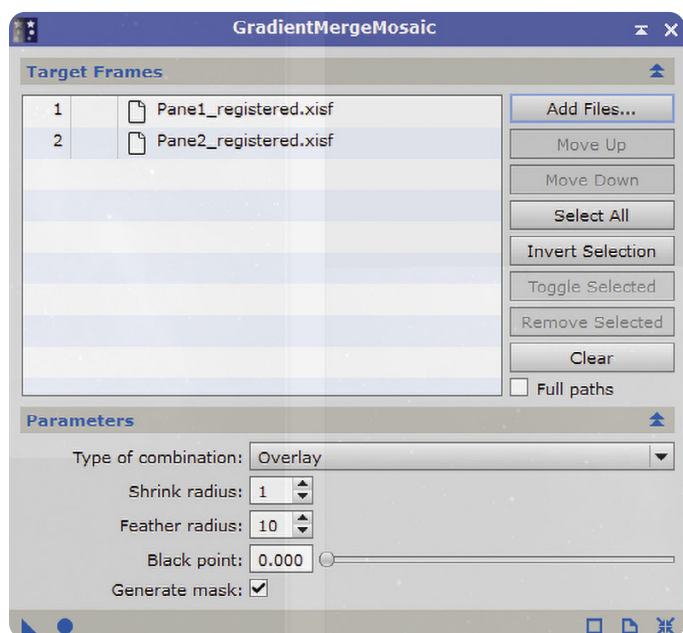 GradientMergeMosaic
Target Frames
1 Pane1_registered.xisf
2 Pane2_registered.xisf
Add Files...
Move Up
Move Down
Select All
Invert Selection
Toggle Selected
Remove Selected
Clear
Full paths
Parameters
Type of combination: Overlay
Shrink radius: 1
Feather radius: 10
Black point: 0.000
Generate mask: